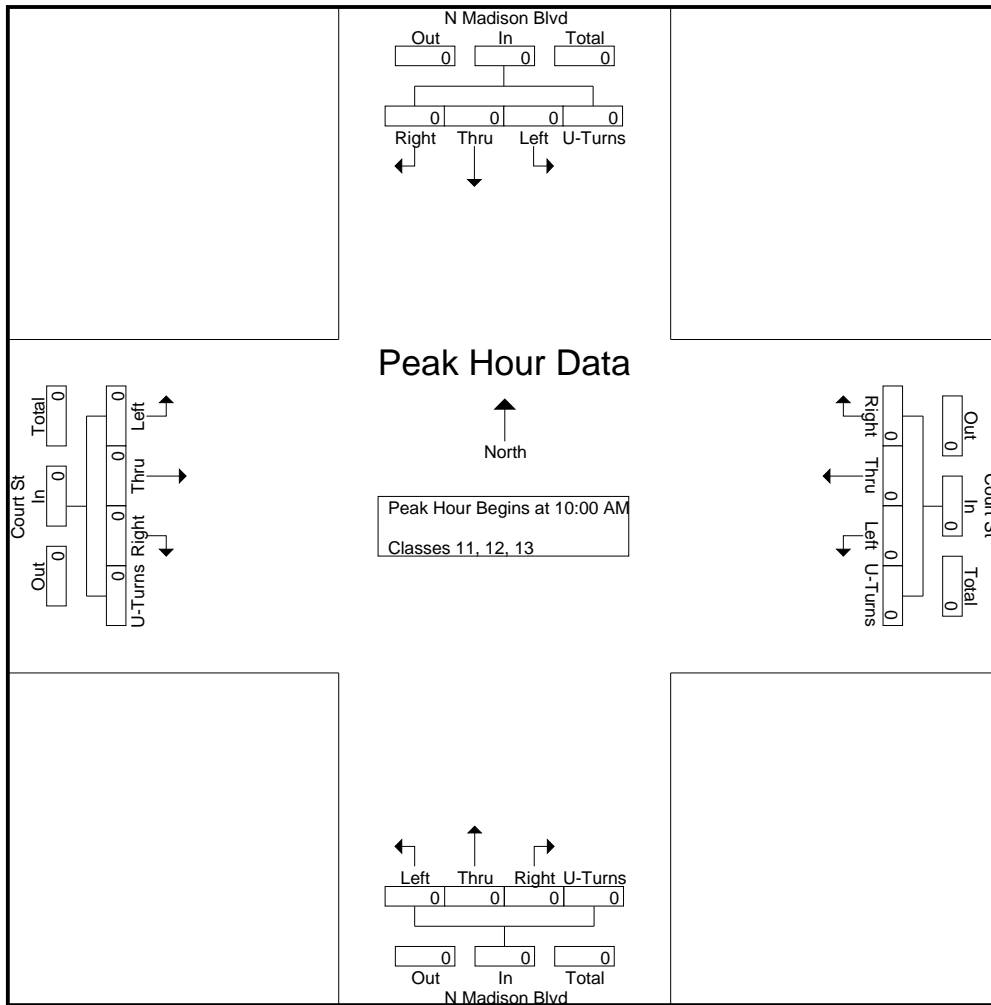 N Madison Blvd
Out In Total
0 0 0
0 0 0 0
Right Thru Left U-Turns
Peak Hour Data
North
Peak Hour Begins at 10:00 AM
Classes 11, 12, 13
Court St
Total In Out
0 0 0
0 0 0 0
Left Thru Right U-Turns
Right Thru Left U-Turns
0 0 0 0
Out In Total
0 0 0
Court St
Left Thru Right U-Turns
0 0 0 0
0 0 0
Out In Total
N Madison Blvd